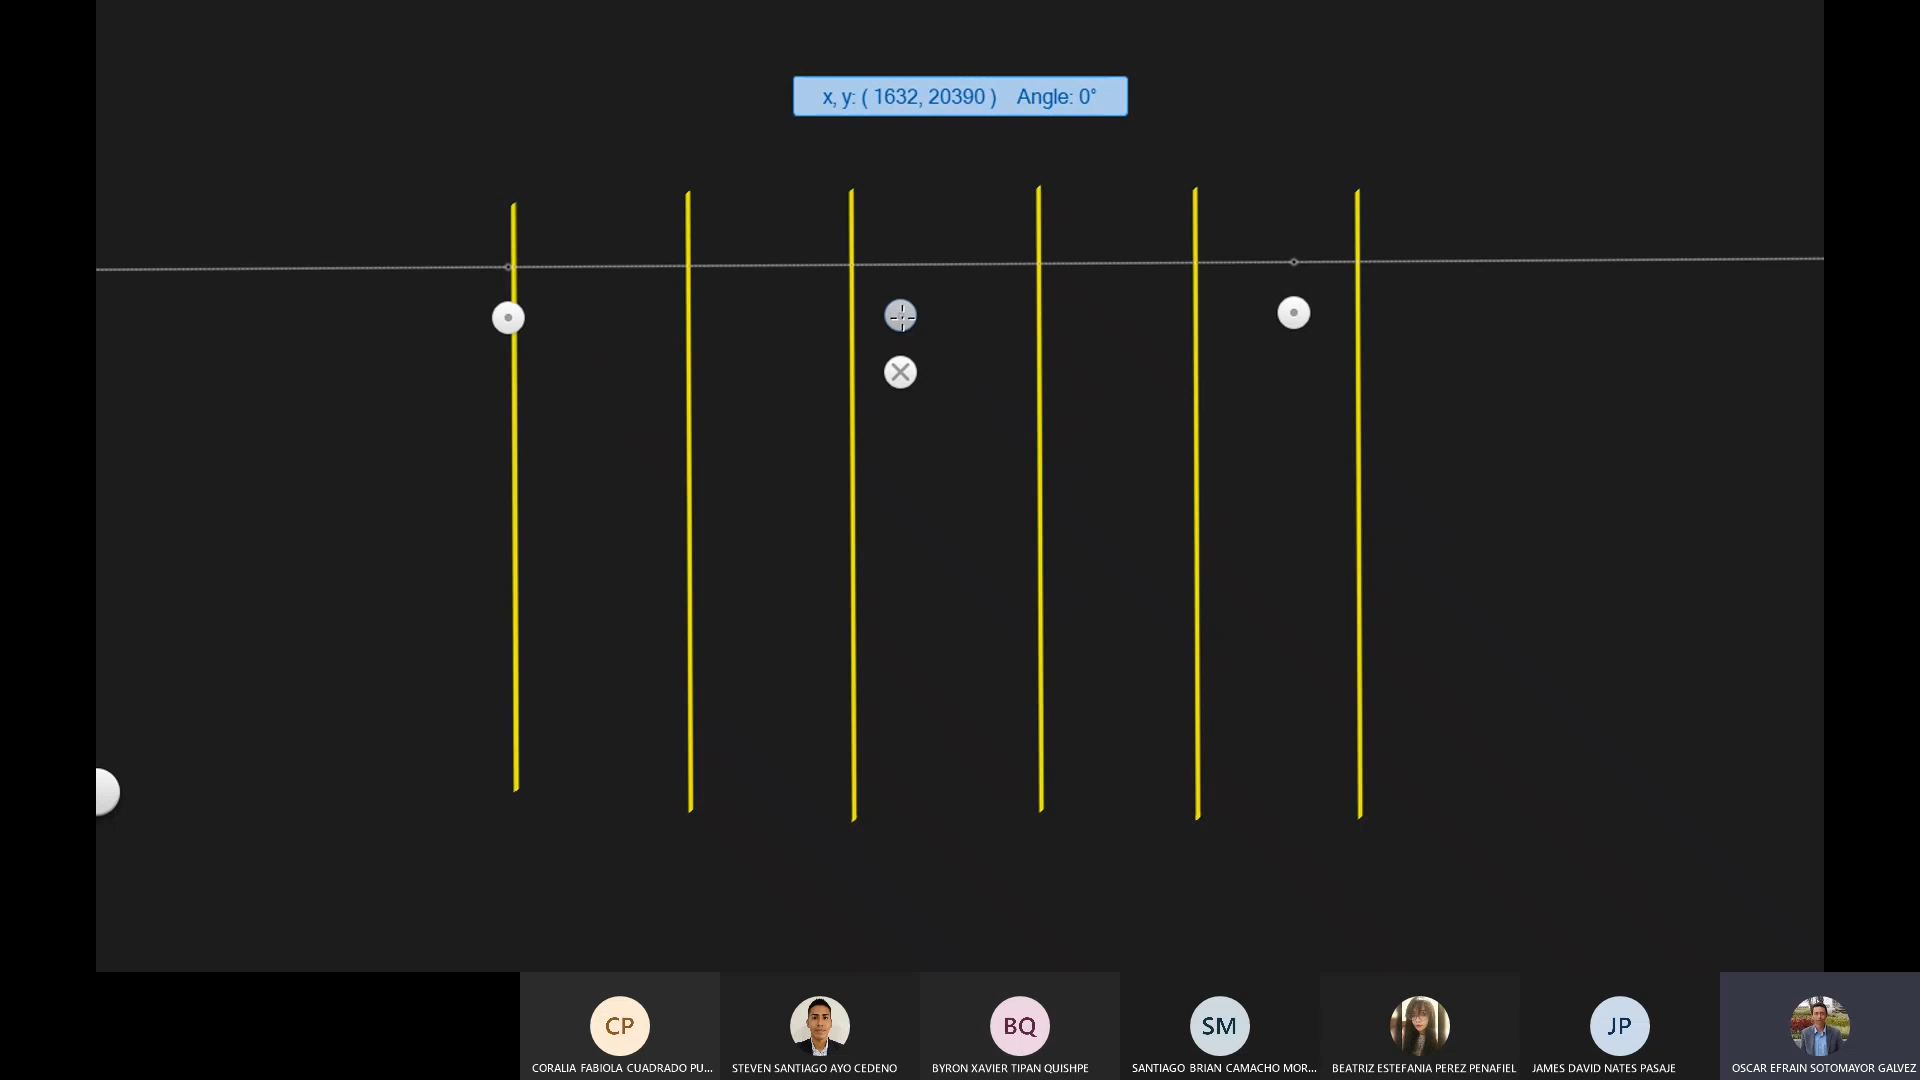 x, y: ( 1632, 20390 ) Angle: 0°
CP
BQ
SM
JP
CORALIA FABIOLA CUADRADO PU...
STEVEN SANTIAGO AYO CEDENO
BYRON XAVIER TIPAN QUISHPE
SANTIAGO BRIAN CAMACHO MOR...
BEATRIZ ESTEFANIA PEREZ PENAFIEL
JAMES DAVID NATES PASAJE
OSCAR EFRAIN SOTOMAYOR GALVEZ